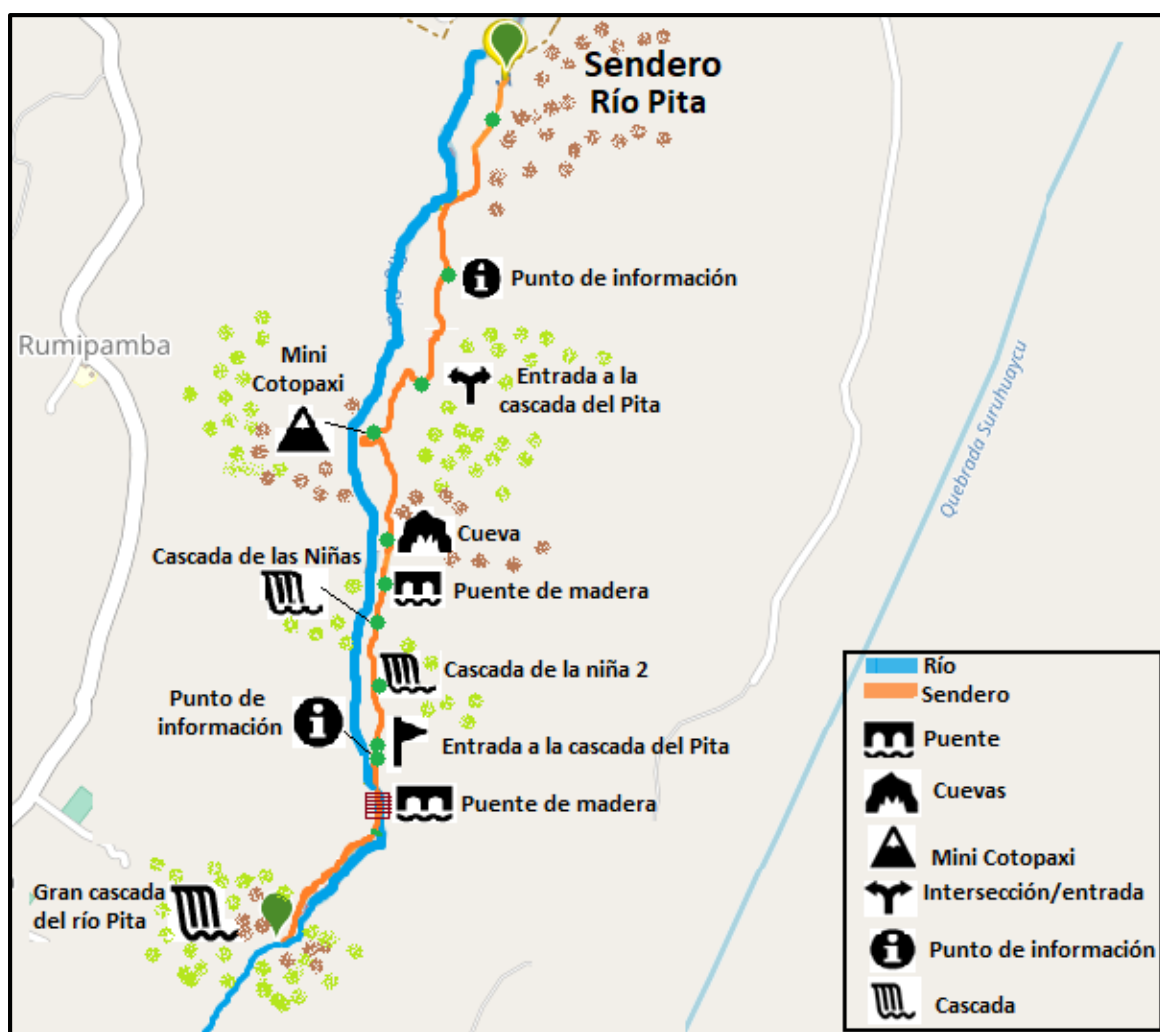 Sendero
Río Pita
Punto de información
Rumipamba
Mini
Cotopaxi
Entrada a la
cascada del Pita
Quebrada Suruhuaycu
Cueva
Cascada de las Niñas
Puente de madera
Cascada de la niña 2
Punto de
información
Entrada a la cascada del Pita
Puente de madera
Gran cascada
del río Pita
Río
Sendero
Puente
Cuevas
Mini Cotopaxi
Intersección/entrada
Punto de información
Cascada